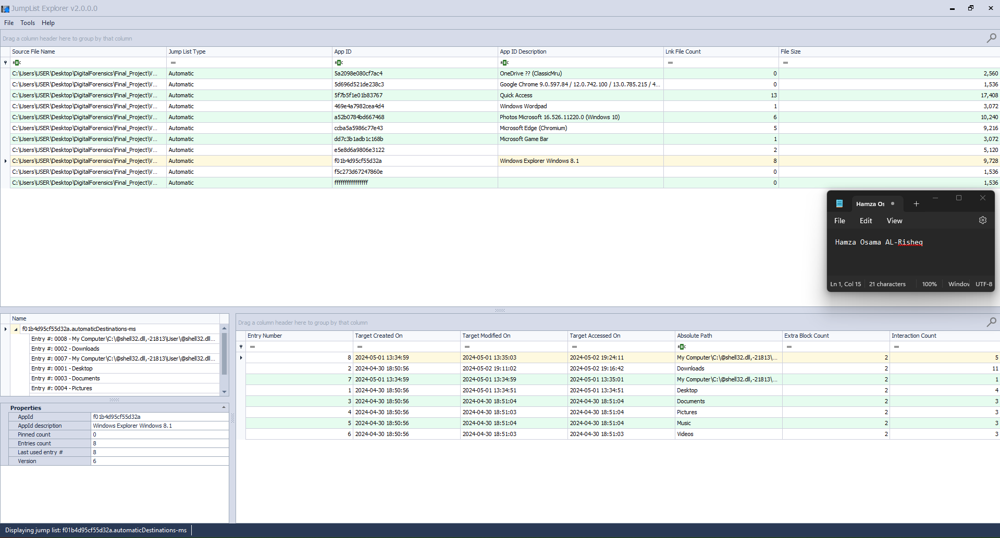 JumpList Explorer v2.0.0.0
File Tools Help
Drag a column header here to group by that column
Source File Name Jump List Type App ID App ID Description Lnk File Count File Size
ABC = ABC ABC = =
C:\Users\USER\Desktop\DigitalForensics\Final_Project\V... Automatic 5a2098e080cf7ac4 OneDrive ?? (ClassicMru) 0 2,560
C:\Users\USER\Desktop\DigitalForensics\Final_Project\V... Automatic 5d696d521de238c3 Google Chrome 9.0.597.84 / 12.0.742.100 / 13.0.785.215 / 4... 0 1,536
C:\Users\USER\Desktop\DigitalForensics\Final_Project\V... Automatic 5f7b5f1e01b83767 Quick Access 13 17,408
C:\Users\USER\Desktop\DigitalForensics\Final_Project\V... Automatic 469e4a7982cea4d4 Windows Wordpad 1 3,072
C:\Users\USER\Desktop\DigitalForensics\Final_Project\V... Automatic a52b0784bd667468 Photos Microsoft 16.526.11220.0 (Windows 10) 6 10,240
C:\Users\USER\Desktop\DigitalForensics\Final_Project\V... Automatic ccba5a5986c77e43 Microsoft Edge (Chromium) 5 9,216
C:\Users\USER\Desktop\DigitalForensics\Final_Project\V... Automatic dd7c3b1adb1c168b Microsoft Game Bar 1 3,072
C:\Users\USER\Desktop\DigitalForensics\Final_Project\V... Automatic e5e8d6a9806e3122 2 5,120
C:\Users\USER\Desktop\DigitalForensics\Final_Project\V... Automatic f01b4d95cf55d32a Windows Explorer Windows 8.1 8 9,728
C:\Users\USER\Desktop\DigitalForensics\Final_Project\V... Automatic f5c273d67247860e 0 1,536
C:\Users\USER\Desktop\DigitalForensics\Final_Project\V... Automatic ffffffffffffffff 0 1,536
Hamza Os
File Edit View
Hamza Osama AL-Risheq
Ln 1, Col 15 21 characters 100% Window UTF-8
Name
f01b4d95cf55d32a.automaticDestinations-ms
Entry #: 0008 - My Computer\C:\@shell32.dll,-21813\User\@shell32.dll...
Entry #: 0002 - Downloads
Entry #: 0007 - My Computer\C:\@shell32.dll,-21813\User\@shell32.dll...
Entry #: 0001 - Desktop
Entry #: 0003 - Documents
Entry #: 0004 - Pictures
Properties
AppId f01b4d95cf55d32a
AppId description Windows Explorer Windows 8.1
Pinned count 0
Entries count 8
Last used entry # 8
Version 6
Drag a column header here to group by that column
Entry Number Target Created On Target Modified On Target Accessed On Absolute Path Extra Block Count Interaction Count
= = = = ABC = =
8 2024-05-01 13:34:59 2024-05-01 13:35:03 2024-05-02 19:24:11 My Computer\C:\@shell32.dll,-21813\... 2 5
2 2024-04-30 18:50:56 2024-05-02 19:11:02 2024-05-02 19:16:42 Downloads 2 11
7 2024-05-01 13:34:59 2024-05-01 13:34:59 2024-05-01 13:35:01 My Computer\C:\@shell32.dll,-21813\... 2 1
1 2024-04-30 18:50:56 2024-05-01 13:34:51 2024-05-01 13:34:51 Desktop 2 4
3 2024-04-30 18:50:56 2024-04-30 18:51:04 2024-04-30 18:51:04 Documents 2 3
4 2024-04-30 18:50:56 2024-04-30 18:51:03 2024-04-30 18:51:04 Pictures 2 3
5 2024-04-30 18:50:56 2024-04-30 18:51:04 2024-04-30 18:51:04 Music 2 3
6 2024-04-30 18:50:56 2024-04-30 18:51:03 2024-04-30 18:51:03 Videos 2 3
Displaying jump list: f01b4d95cf55d32a.automaticDestinations-ms